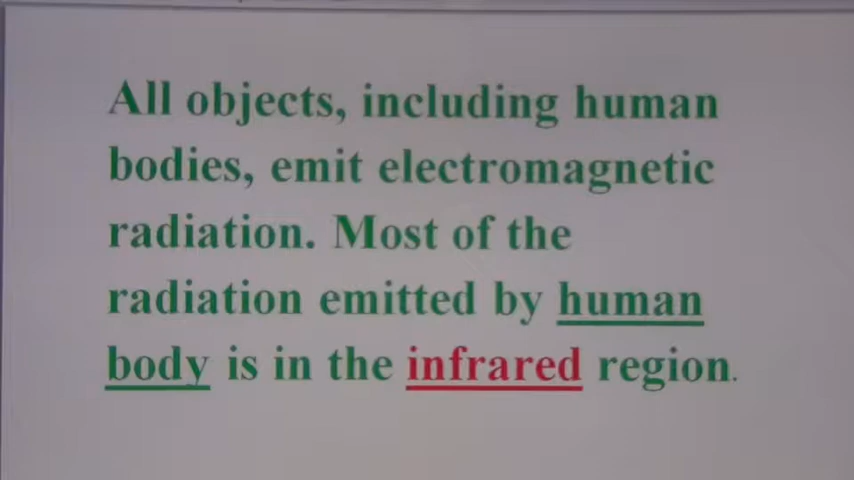 All objects, including human
bodies, emit electromagnetic
radiation. Most of the
radiation emitted by human
body is in the infrared region.